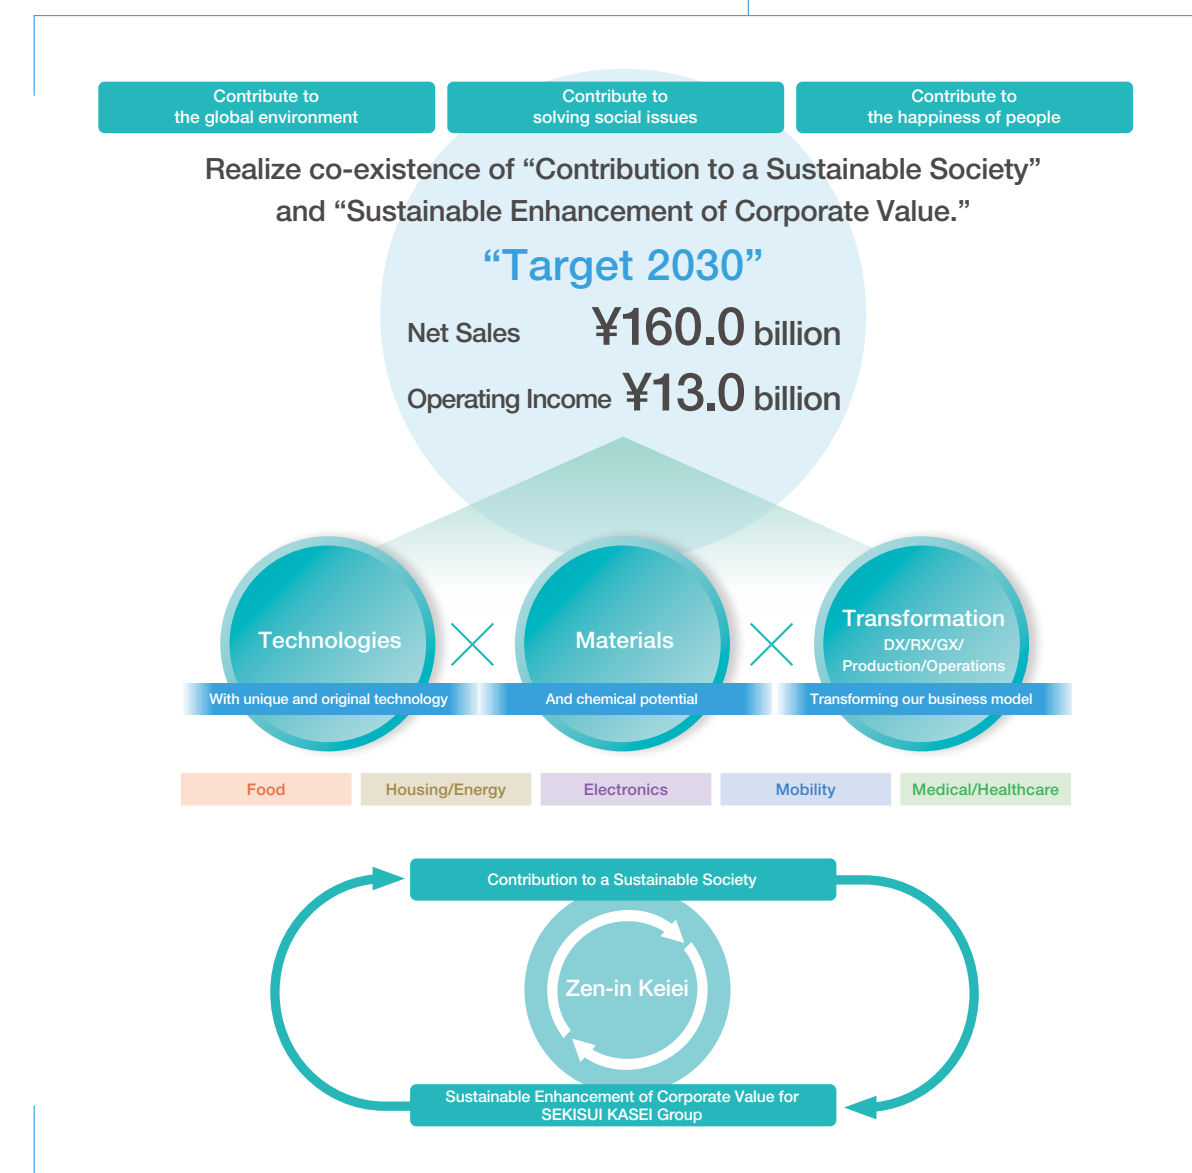 Contribute to
the global environment
Contribute to
solving social issues
Contribute to
the happiness of people
Realize co-existence of “Contribution to a Sustainable Society”
and “Sustainable Enhancement of Corporate Value.”
“Target 2030”
Net Sales ¥160.0 billion
Operating Income ¥13.0 billion
Technologies
With unique and original technology
Materials
And chemical potential
Transformation
DX/RX/GX/
Production/Operations
Transforming our business model
Food
Housing/Energy
Electronics
Mobility
Medical/Healthcare
Contribution to a Sustainable Society
Zen-in Keiei
Sustainable Enhancement of Corporate Value for
SEKISUI KASEI Group